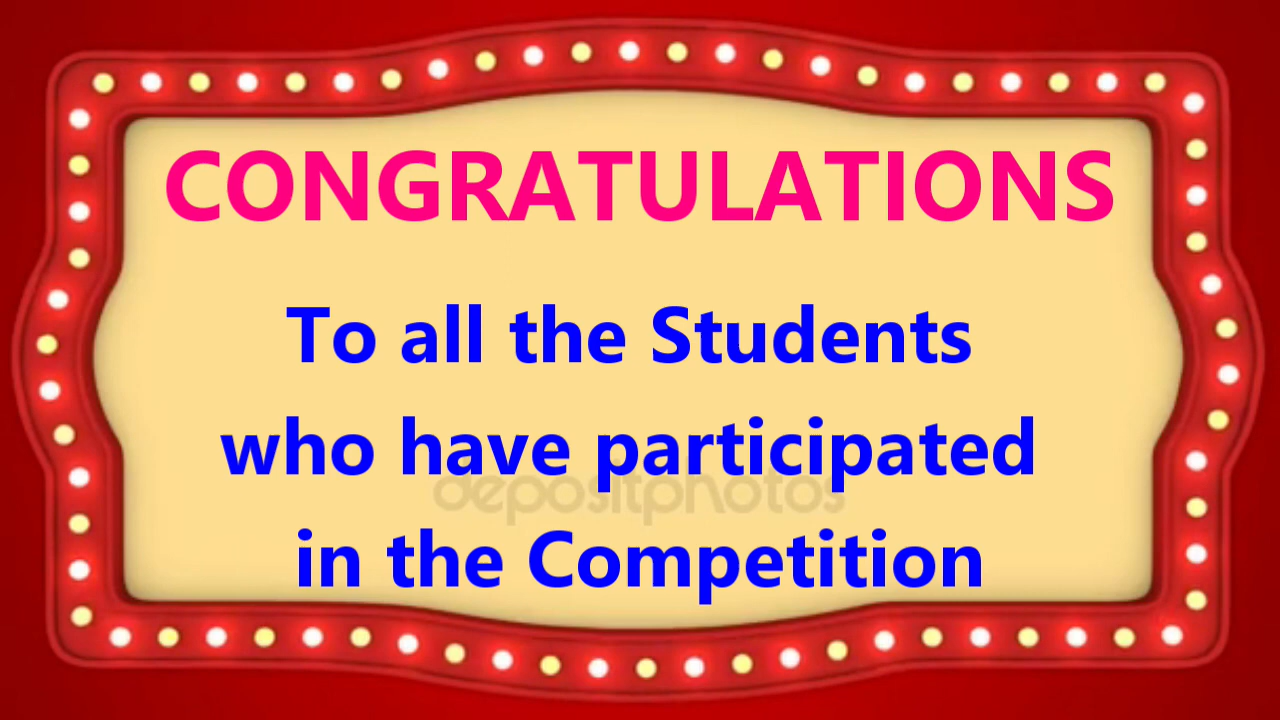 CONGRATULATIONS
To all the Students
who have participated
depositphotos
in the Competition